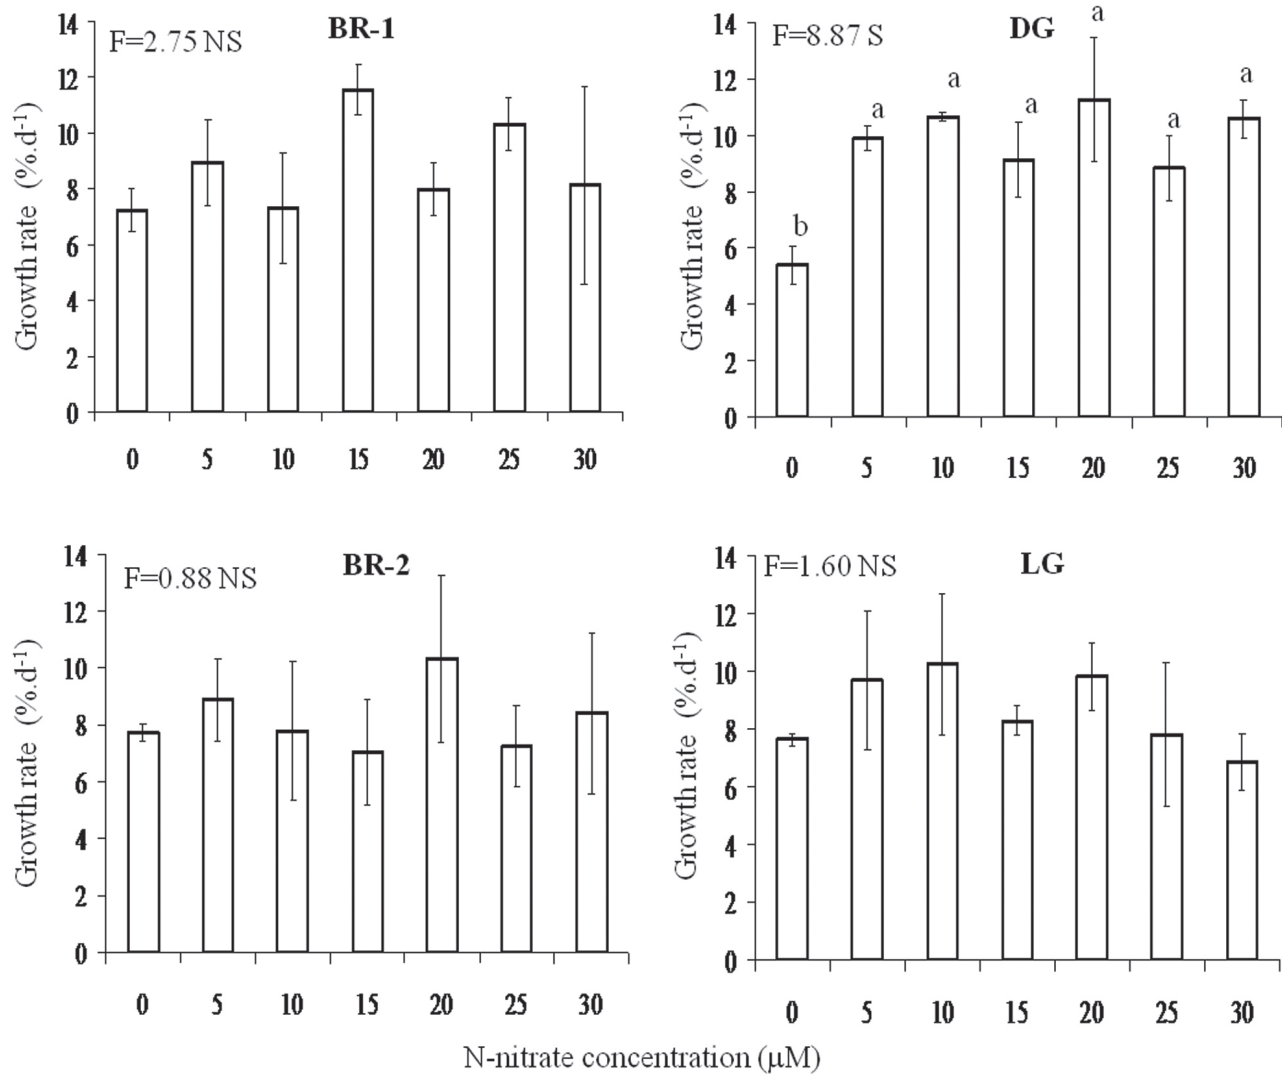 BR-1
F=2.75 NS
Growth rate (%.d-1)
14
12
10
8
6
4
2
0
0 5 10 15 20 25 30
DG
F=8.87 S
Growth rate (%.d-1)
14
12
10
8
6
4
2
0
b a a a a a a
0 5 10 15 20 25 30
BR-2
F=0.88 NS
Growth rate (%.d-1)
14
12
10
8
6
4
2
0
0 5 10 15 20 25 30
LG
F=1.60 NS
Growth rate (%.d-1)
14
12
10
8
6
4
2
0
0 5 10 15 20 25 30
N-nitrate concentration (μM)